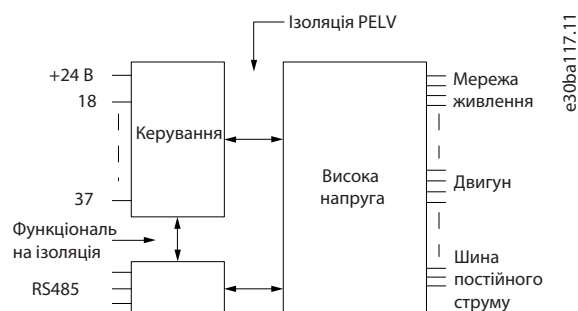 Ізоляція PELV
e30ba117.11
+24 В
18
37
Керування
Висока
напруга
Мережа
живлення
Двигун
Шина
постійного
струму
Функціональ
на ізоляція
RS485